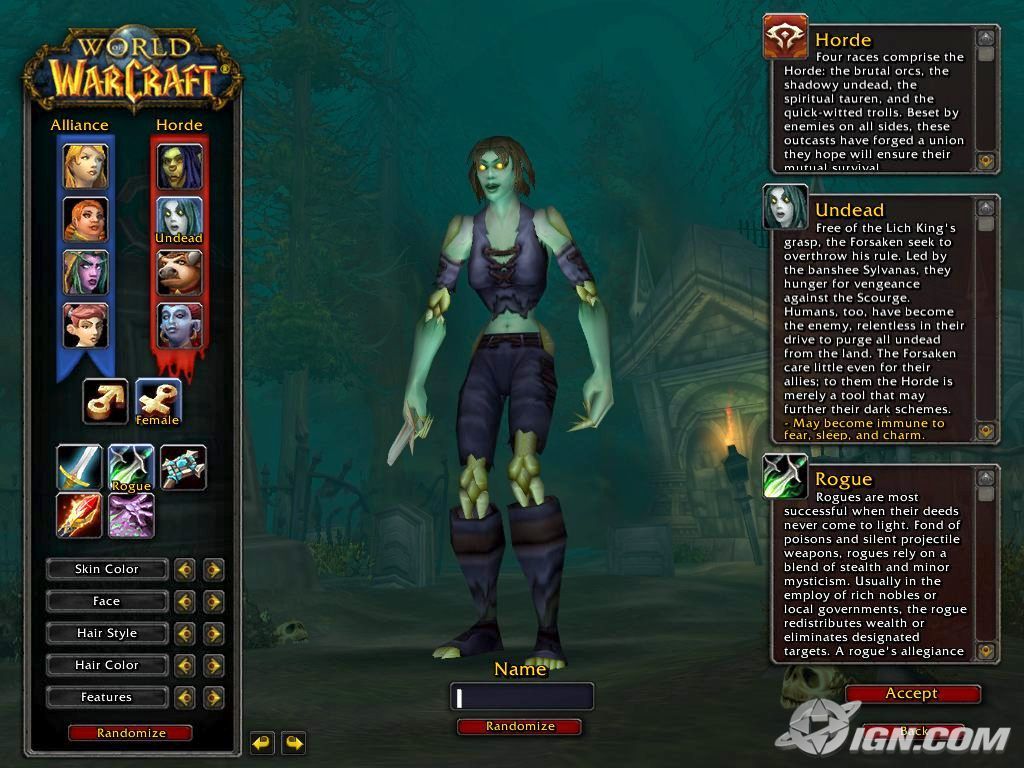 WORLD OF WARCRAFT®
Alliance
Horde
Undead
Female
Rogue
Skin Color
Face
Hair Style
Hair Color
Features
Randomize
Name
Randomize
Horde
Four races comprise the
Horde: the brutal orcs, the
shadowy undead, the
spiritual tauren, and the
quick-witted trolls. Beset by
enemies on all sides, these
outcasts have forged a union
they hope will ensure their
mutual survival
Undead
Free of the Lich King's
grasp, the Forsaken seek to
overthrow his rule. Led by
the banshee Sylvanas, they
hunger for vengeance
against the Scourge.
Humans, too, have become
the enemy, relentless in their
drive to purge all undead
from the land. The Forsaken
care little even for their
allies; to them the Horde is
merely a tool that may
further their dark schemes.
- May become immune to
fear, sleep, and charm.
Rogue
Rogues are most
successful when their deeds
never come to light. Fond of
poisons and silent projectile
weapons, rogues rely on a
blend of stealth and minor
mysticism. Usually in the
employ of rich nobles or
local governments, the rogue
redistributes wealth or
eliminates designated
targets. A rogue's allegiance
Accept
Back
IGN.COM